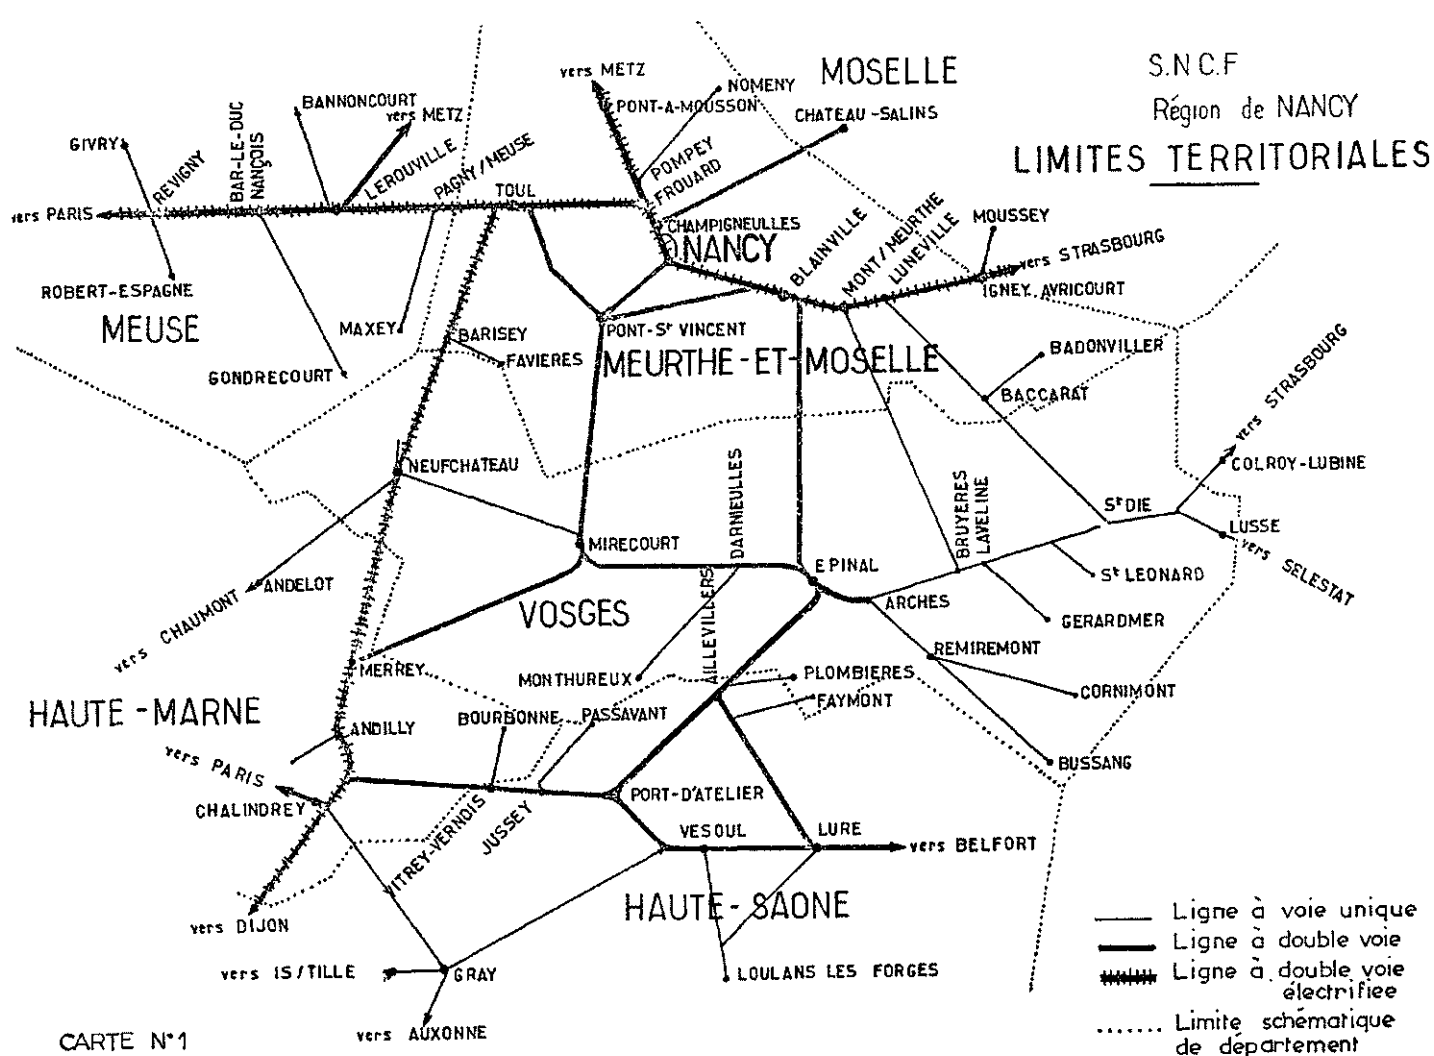 S.N C.F
Région de NANCY
LIMITES TERRITORIALES
MOSELLE
vers METZ
NOMENY
PONT-A-MOUSSON
CHATEAU-SALINS
BANNONCOURT
vers METZ
GIVRY
REVIGNY
BAR-LE-DUC
NANÇOIS
LEROUVILLE
PAGNY/MEUSE
TOUL
POMPEY
FROUARD
CHAMPIGNEULLES
NANCY
vers PARIS
ROBERT-ESPAGNE
MEUSE
MAXEY
GONDRECOURT
BARISEY
FAVIERES
PONT-St VINCENT
MEURTHE-ET-MOSELLE
BLAINVILLE
MONT/MEURTHE
LUNEVILLE
MOUSSEY
vers STRASBOURG
IGNEY AVRICOURT
BADONVILLER
BACCARAT
vers STRASBOURG
COLROY-LUBINE
St DIE
LUSSE
vers SELESTAT
NEUFCHATEAU
MIRECOURT
DARNIEULLES
EPINAL
BRUYERES
LAVELINE
St LEONARD
GERARDMER
ARCHES
REMIREMONT
CORNIMONT
BUSSANG
ANDELOT
vers CHAUMONT
VOSGES
MERREY
MONTHUREUX
AILLEVILLERS
PLOMBIERES
FAYMONT
HAUTE-MARNE
ANDILLY
BOURBONNE
PASSAVANT
vers PARIS
CHALINDREY
VITREY-VERNOIS
JUSSEY
PORT-D'ATELIER
VESOUL
LURE
vers BELFORT
HAUTE-SAONE
vers DIJON
vers IS/TILLE
GRAY
LOULANS LES FORGES
vers AUXONNE
CARTE N°1
Ligne à voie unique
Ligne à double voie
Ligne à double voie
électrifiee
Limite schématique
de département